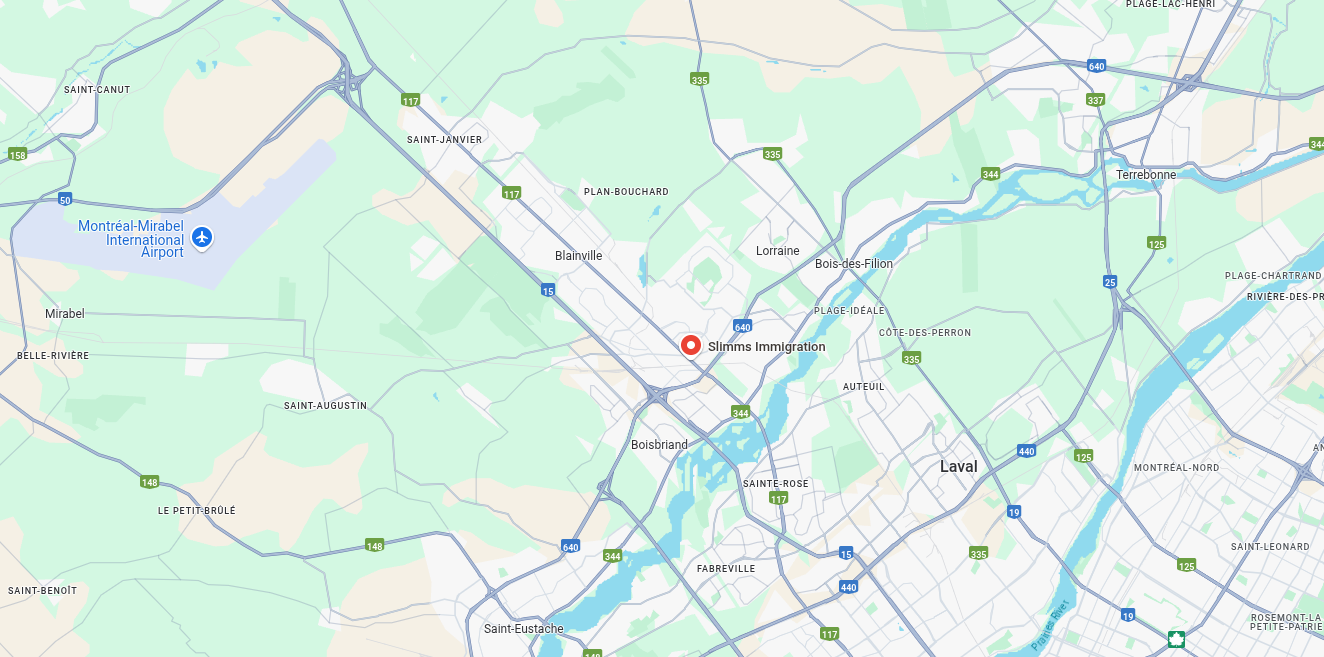 PLAGE-LAC-HENRI
640
335
SAINT-CANUT
117
337
SAINT-JANVIER
344
158
335
344
Terrebonne
PLAN-BOUCHARD
117
50
Montréal-Mirabel
International
Airport
125
Lorraine
Blainville
Bois-des-Filion
PLAGE-CHARTRAND
25
15
RIVIÈRE-DES-PR
Mirabel
PLAGE-IDÉALE
640
CÔTE-DES-PERRON
Slimms Immigration
BELLE-RIVIÈRE
335
AUTEUIL
SAINT-AUGUSTIN
344
Boisbriand
440
125
Laval
MONTRÉAL-NORD
148
SAINTE-ROSE
117
LE PETIT-BRÛLÉ
19
148
640
SAINT-LEONARD
344
15
335
FABREVILLE
125
440
SAINT-BENOÎT
19
ROSEMONT-LA
PETITE-PATRIE
Saint-Eustache
117
Prairies River
148